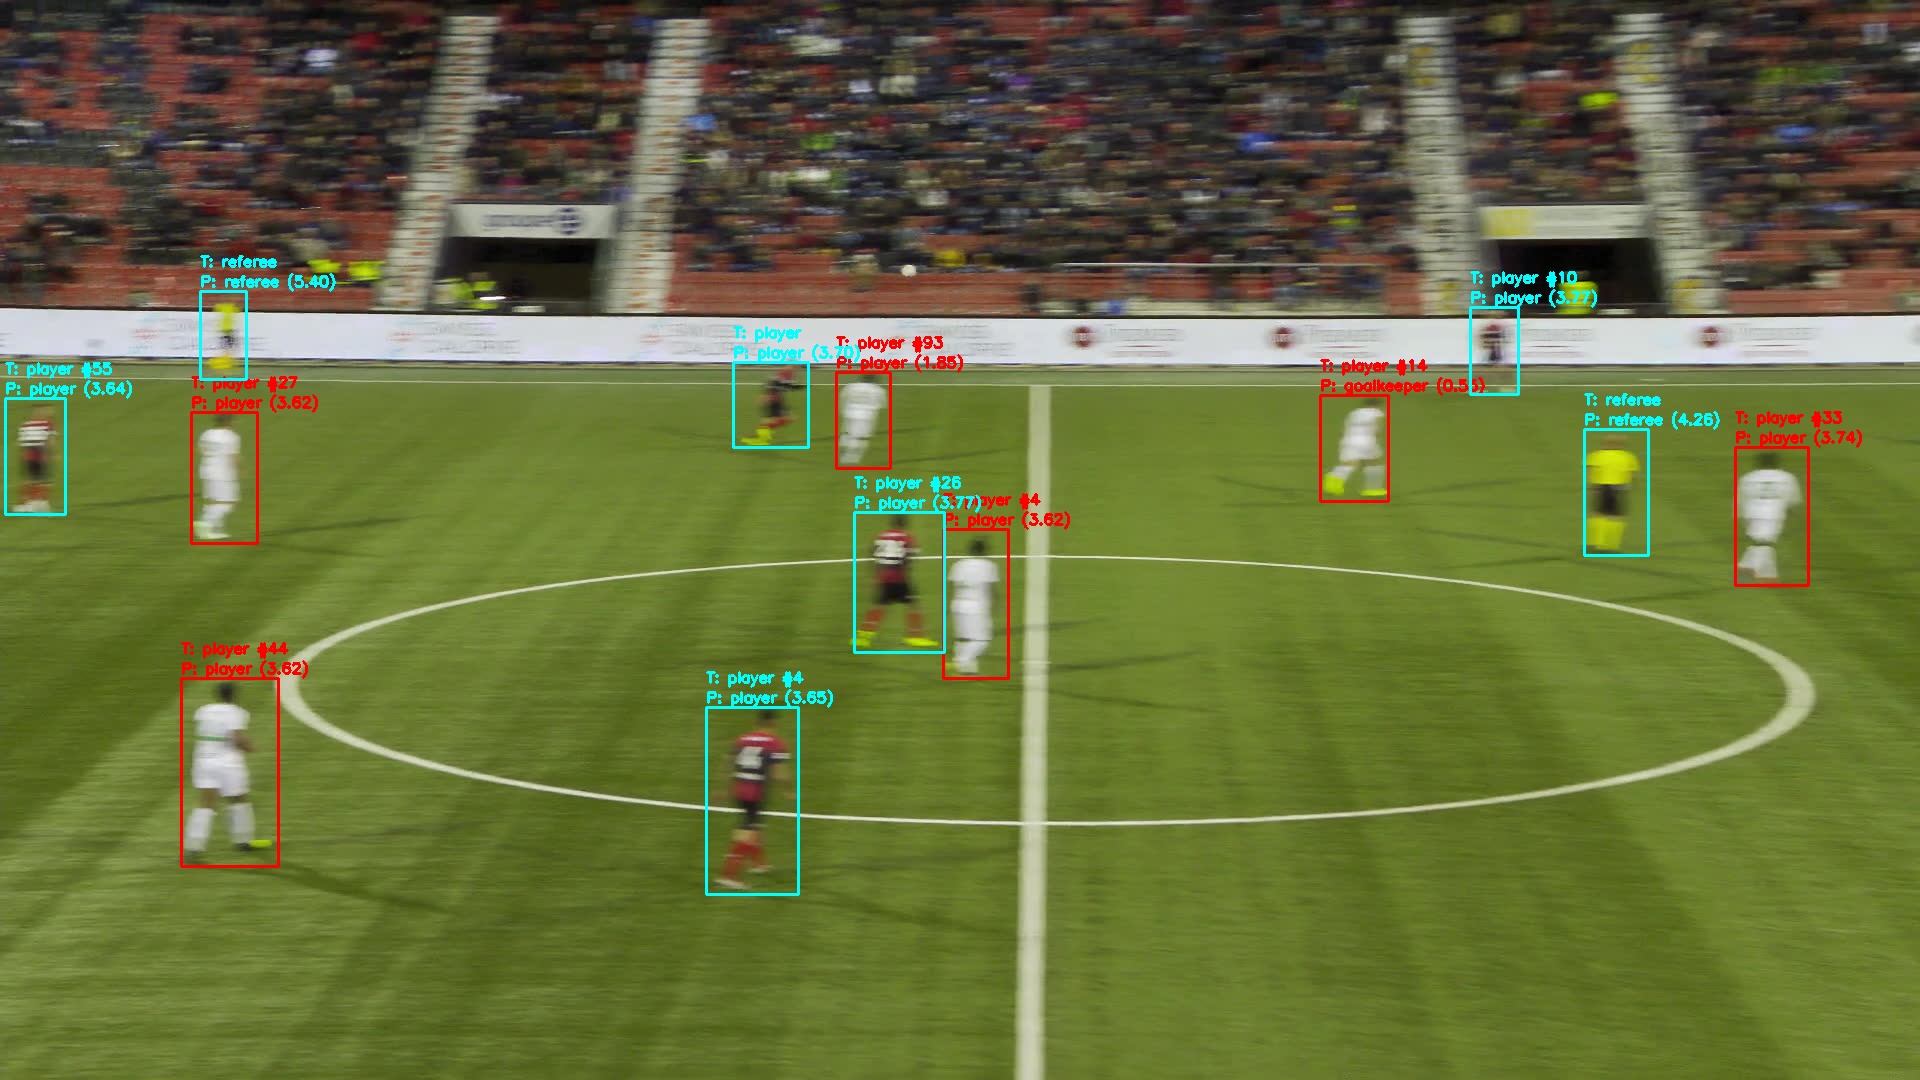 T: referee
P: referee (5.40)
T: player #10
P: player (3.77)
T: player
P: player (3.70)
T: player #93
P: player (1.85)
T: player #55
P: player (3.64)
T: player #27
P: player (3.62)
T: player #14
P: goalkeeper (0.55)
T: referee
P: referee (4.26)
T: player #33
P: player (3.74)
T: player #26
P: player (3.77)
player #4
P: player (3.62)
T: player #44
P: player (3.62)
T: player #4
P: player (3.65)